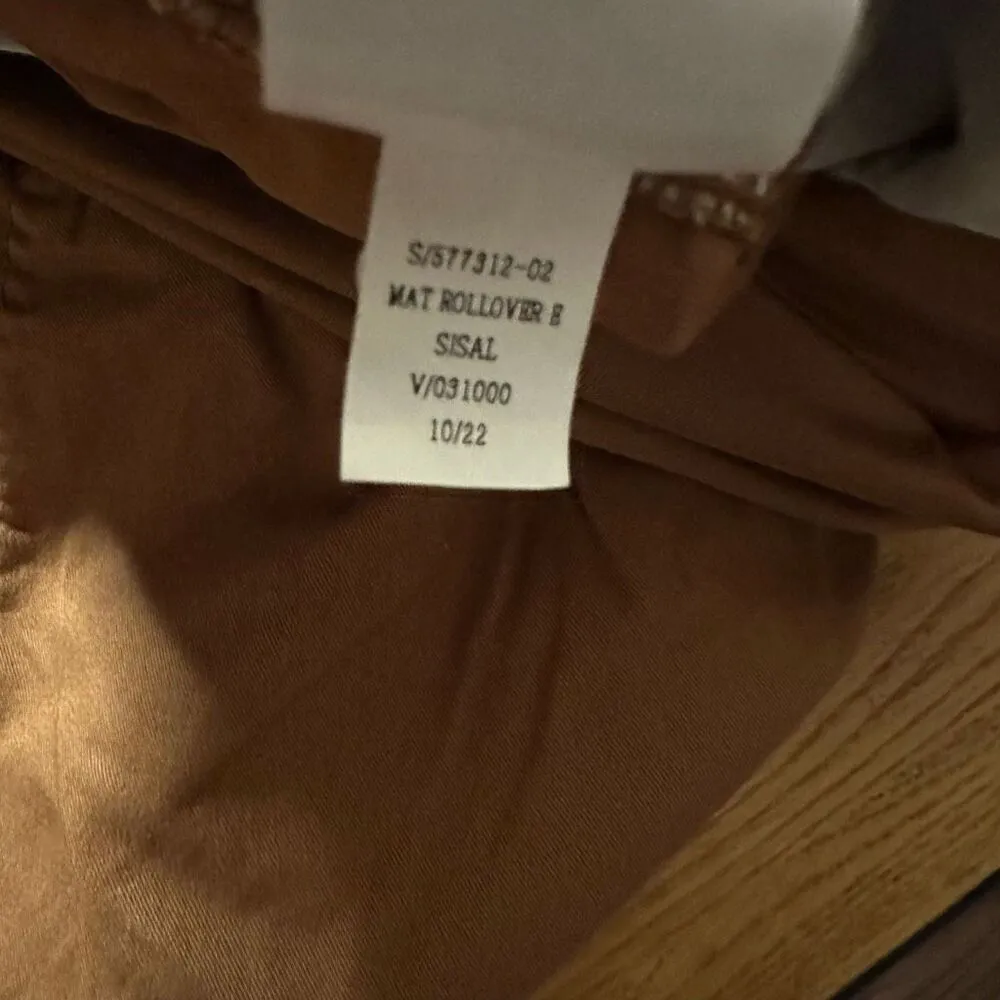 S/577312-02
MAT ROLLOVER E
SISAL
V/031000
10/22